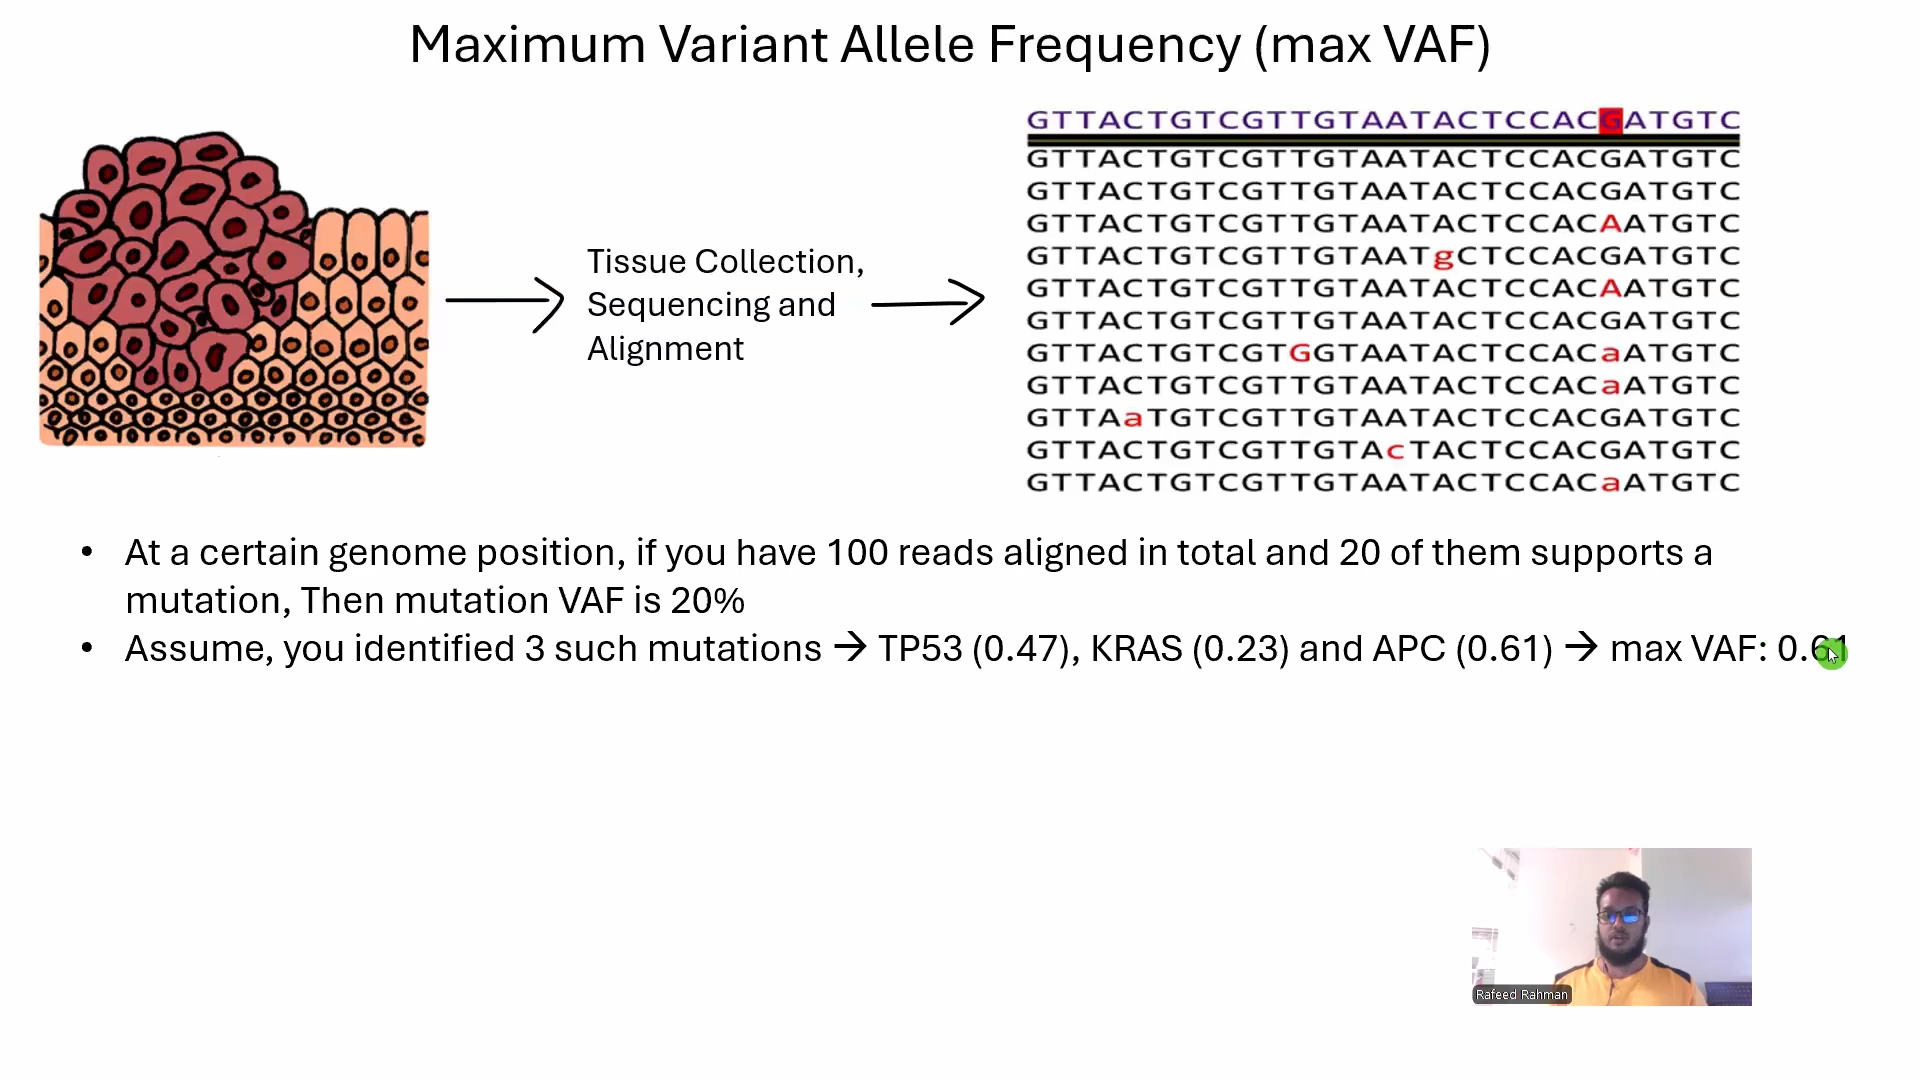 Maximum Variant Allele Frequency (max VAF)
Tissue Collection,
Sequencing and
Alignment
GTTACTGTCGTTGTAATACTCCACGATGTC
GTTACTGTCGTTGTAATACTCCACGATGTC
GTTACTGTCGTTGTAATACTCCACGATGTC
GTTACTGTCGTTGTAATACTCCACAATGTC
GTTACTGTCGTTGTAATgCTCCACGATGTC
GTTACTGTCGTTGTAATACTCCACAATGTC
GTTACTGTCGTTGTAATACTCCACGATGTC
GTTACTGTCGTGGTAATACTCCACaATGTC
GTTACTGTCGTTGTAATACTCCACaATGTC
GTTAaTGTCGTTGTAATACTCCACGATGTC
GTTACTGTCGTTGTAcTACTCCACGATGTC
GTTACTGTCGTTGTAATACTCCACaATGTC
• At a certain genome position, if you have 100 reads aligned in total and 20 of them supports a
mutation, Then mutation VAF is 20%
• Assume, you identified 3 such mutations → TP53 (0.47), KRAS (0.23) and APC (0.61) → max VAF: 0.61
Rafeed Rahman